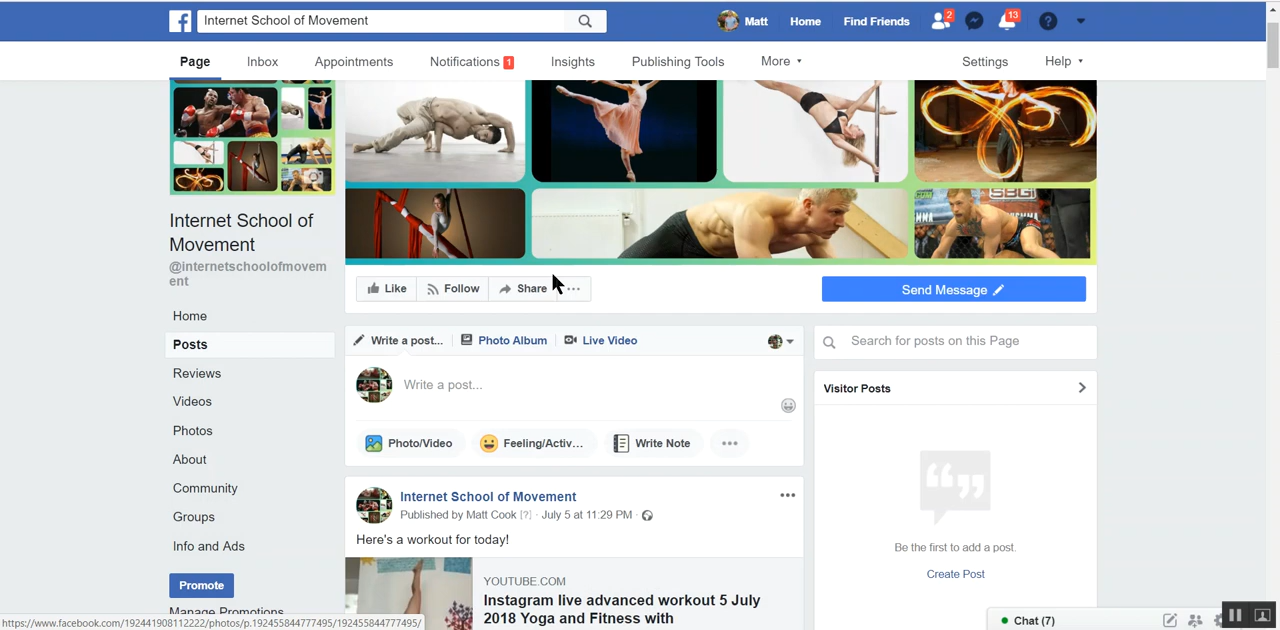 Internet School of Movement
Matt
Home
Find Friends
2
13
Page
Inbox
Appointments
Notifications 1
Insights
Publishing Tools
More
Settings
Help
SBG
Internet School of
Movement
@internetschoolofmovem
ent
Home
Posts
Reviews
Videos
Photos
About
Community
Groups
Info and Ads
Promote
Manage Promotions
Like
Follow
Share
Send Message
Write a post...
Photo Album
Live Video
Write a post...
Photo/Video
Feeling/Activ...
Write Note
Search for posts on this Page
Visitor Posts
Be the first to add a post.
Create Post
Internet School of Movement
Published by Matt Cook [?] · July 5 at 11:29 PM ·
Here's a workout for today!
YOUTUBE.COM
Instagram live advanced workout 5 July
2018 Yoga and Fitness with
https://www.facebook.com/192441908112222/photos/p.192455844777495/192455844777495/
Chat (7)